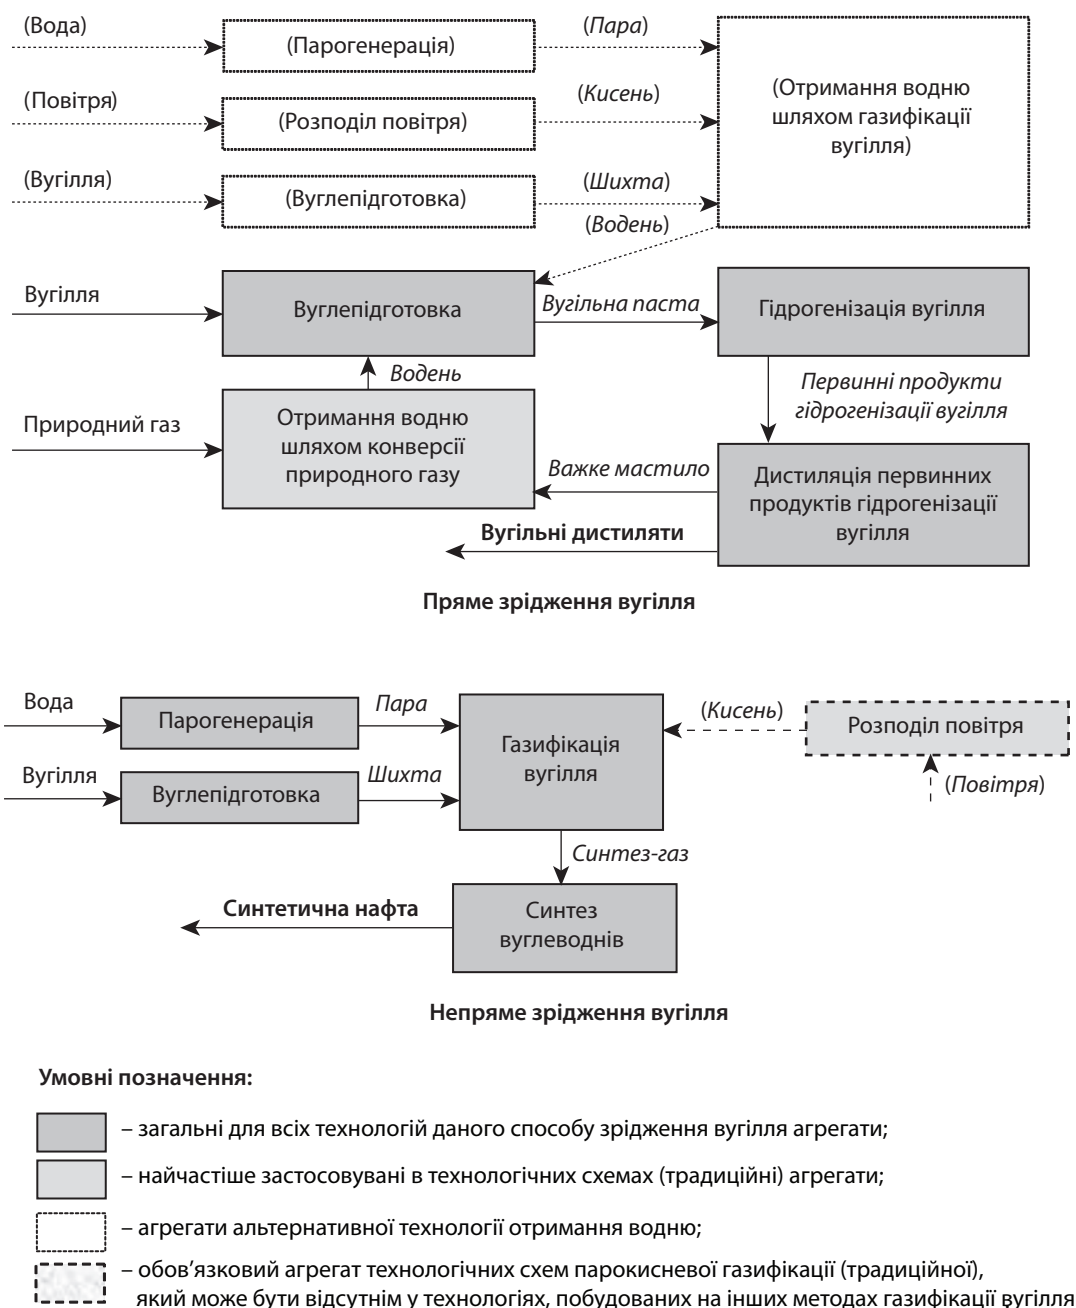 (Вода)
(Парогенерація)
(Пара)
(Повітря)
(Розподіл повітря)
(Кисень)
(Отримання водню
шляхом газифікації
вугілля)
(Вугілля)
(Вуглепідготовка)
(Шихта)
(Водень)
Вугілля
Вуглепідготовка
Вугільна паста
Гідрогенізація вугілля
Водень
Первинні продукти
гідрогенізації вугілля
Природний газ
Отримання водню
шляхом конверсії
природного газу
Важке мастило
Дистиляція первинних
продуктів гідрогенізації
вугілля
Вугільні дистиляти
Пряме зрідження вугілля
Вода
Парогенерація
Пара
Газифікація
вугілля
(Кисень)
Розподіл повітря
Вугілля
Вуглепідготовка
Шихта
(Повітря)
Синтез-газ
Синтетична нафта
Синтез
вуглеводнів
Непряме зрідження вугілля
Умовні позначення:
– загальні для всіх технологій даного способу зрідження вугілля агрегати;
– найчастіше застосовувані в технологічних схемах (традиційні) агрегати;
– агрегати альтернативної технології отримання водню;
– обов’язковий агрегат технологічних схем парокисневої газифікації (традиційної),
який може бути відсутнім у технологіях, побудованих на інших методах газифікації вугілля